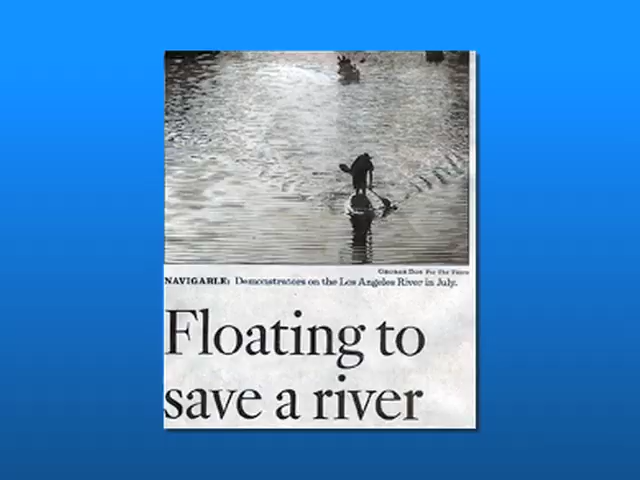 For The Times
NAVIGABLE: Demonstrators on the Los Angeles River in July.
Floating to
save a river